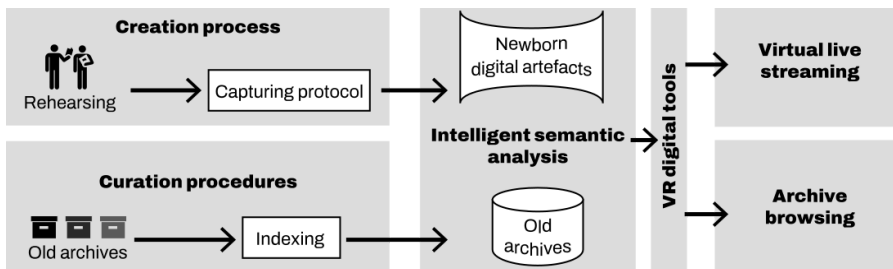 Creation process
Rehearsing
Capturing protocol
Curation procedures
Old archives
Indexing
Newborn
digital artefacts
Intelligent semantic
analysis
Old
archives
VR digital tools
Virtual live
streaming
Archive
browsing